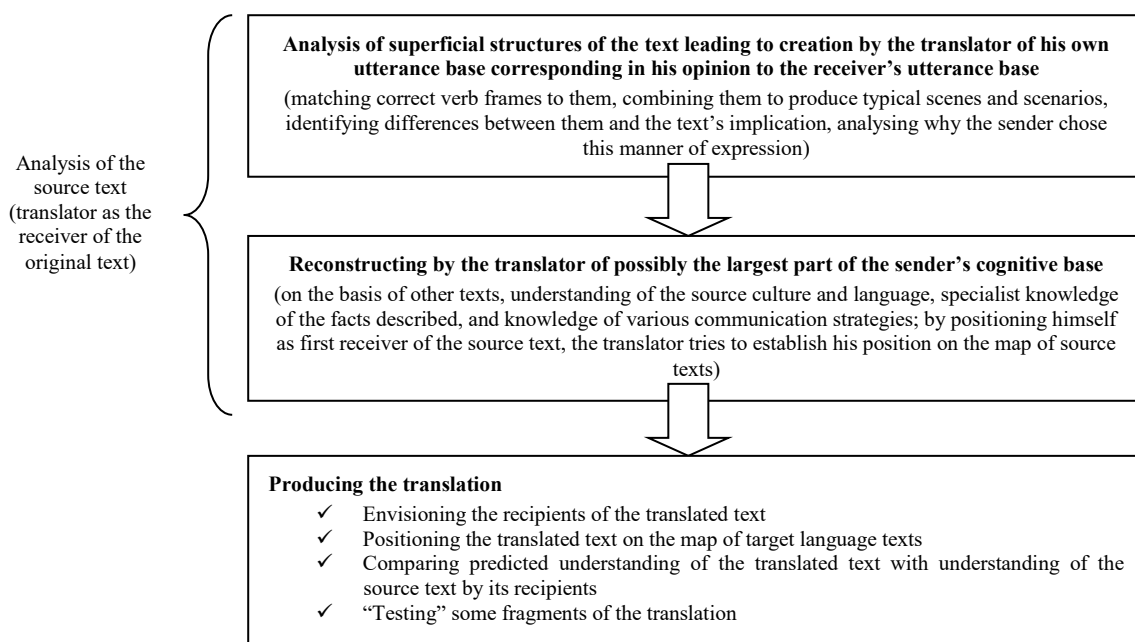 Analysis of superficial structures of the text leading to creation by the translator of his own
utterance base corresponding in his opinion to the receiver's utterance base
(matching correct verb frames to them, combining them to produce typical scenes and scenarios,
identifying differences between them and the text's implication, analysing why the sender chose
this manner of expression)
Analysis of the
source text
(translator as the
receiver of the
original text)
Reconstructing by the translator of possibly the largest part of the sender's cognitive base
(on the basis of other texts, understanding of the source culture and language, specialist knowledge
of the facts described, and knowledge of various communication strategies; by positioning himself
as first receiver of the source text, the translator tries to establish his position on the map of source
texts)
Producing the translation
✓ Envisioning the recipients of the translated text
✓ Positioning the translated text on the map of target language texts
✓ Comparing predicted understanding of the translated text with understanding of the
source text by its recipients
✓ “Testing” some fragments of the translation